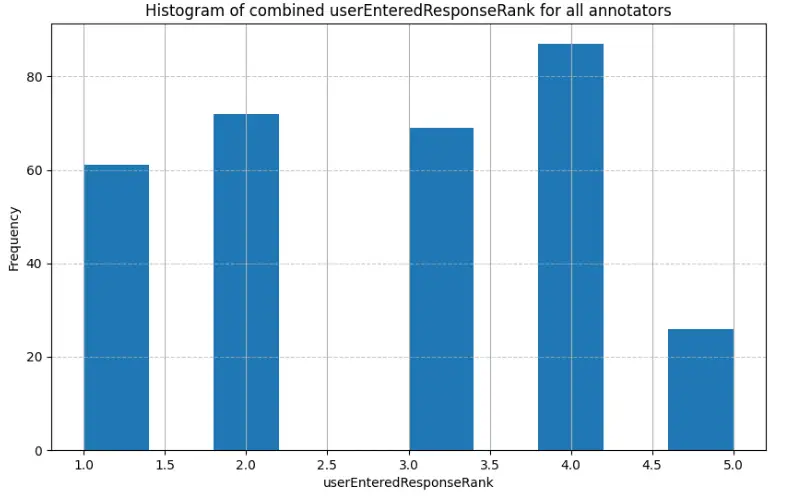 Histogram of combined userEnteredResponseRank for all annotators
Frequency
80
60
40
20
0
1.0 1.5 2.0 2.5 3.0 3.5 4.0 4.5 5.0
userEnteredResponseRank